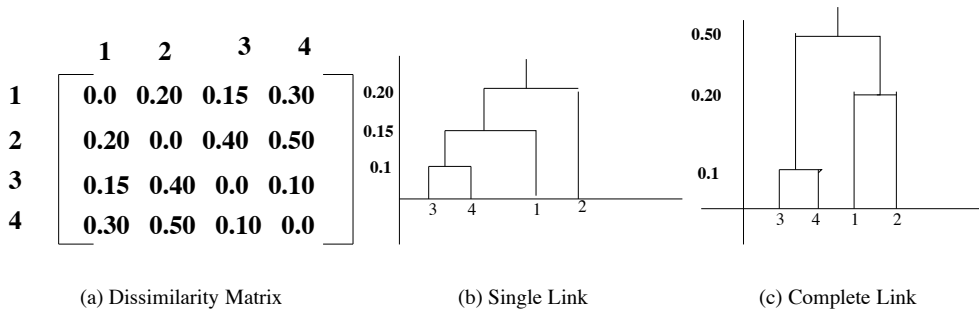 1 2 3 4
1 0.0 0.20 0.15 0.30
2 0.20 0.0 0.40 0.50
3 0.15 0.40 0.0 0.10
4 0.30 0.50 0.10 0.0
(a) Dissimilarity Matrix
0.20
0.15
0.1
3 4 1 2
(b) Single Link
0.50
0.20
0.1
3 4 1 2
(c) Complete Link